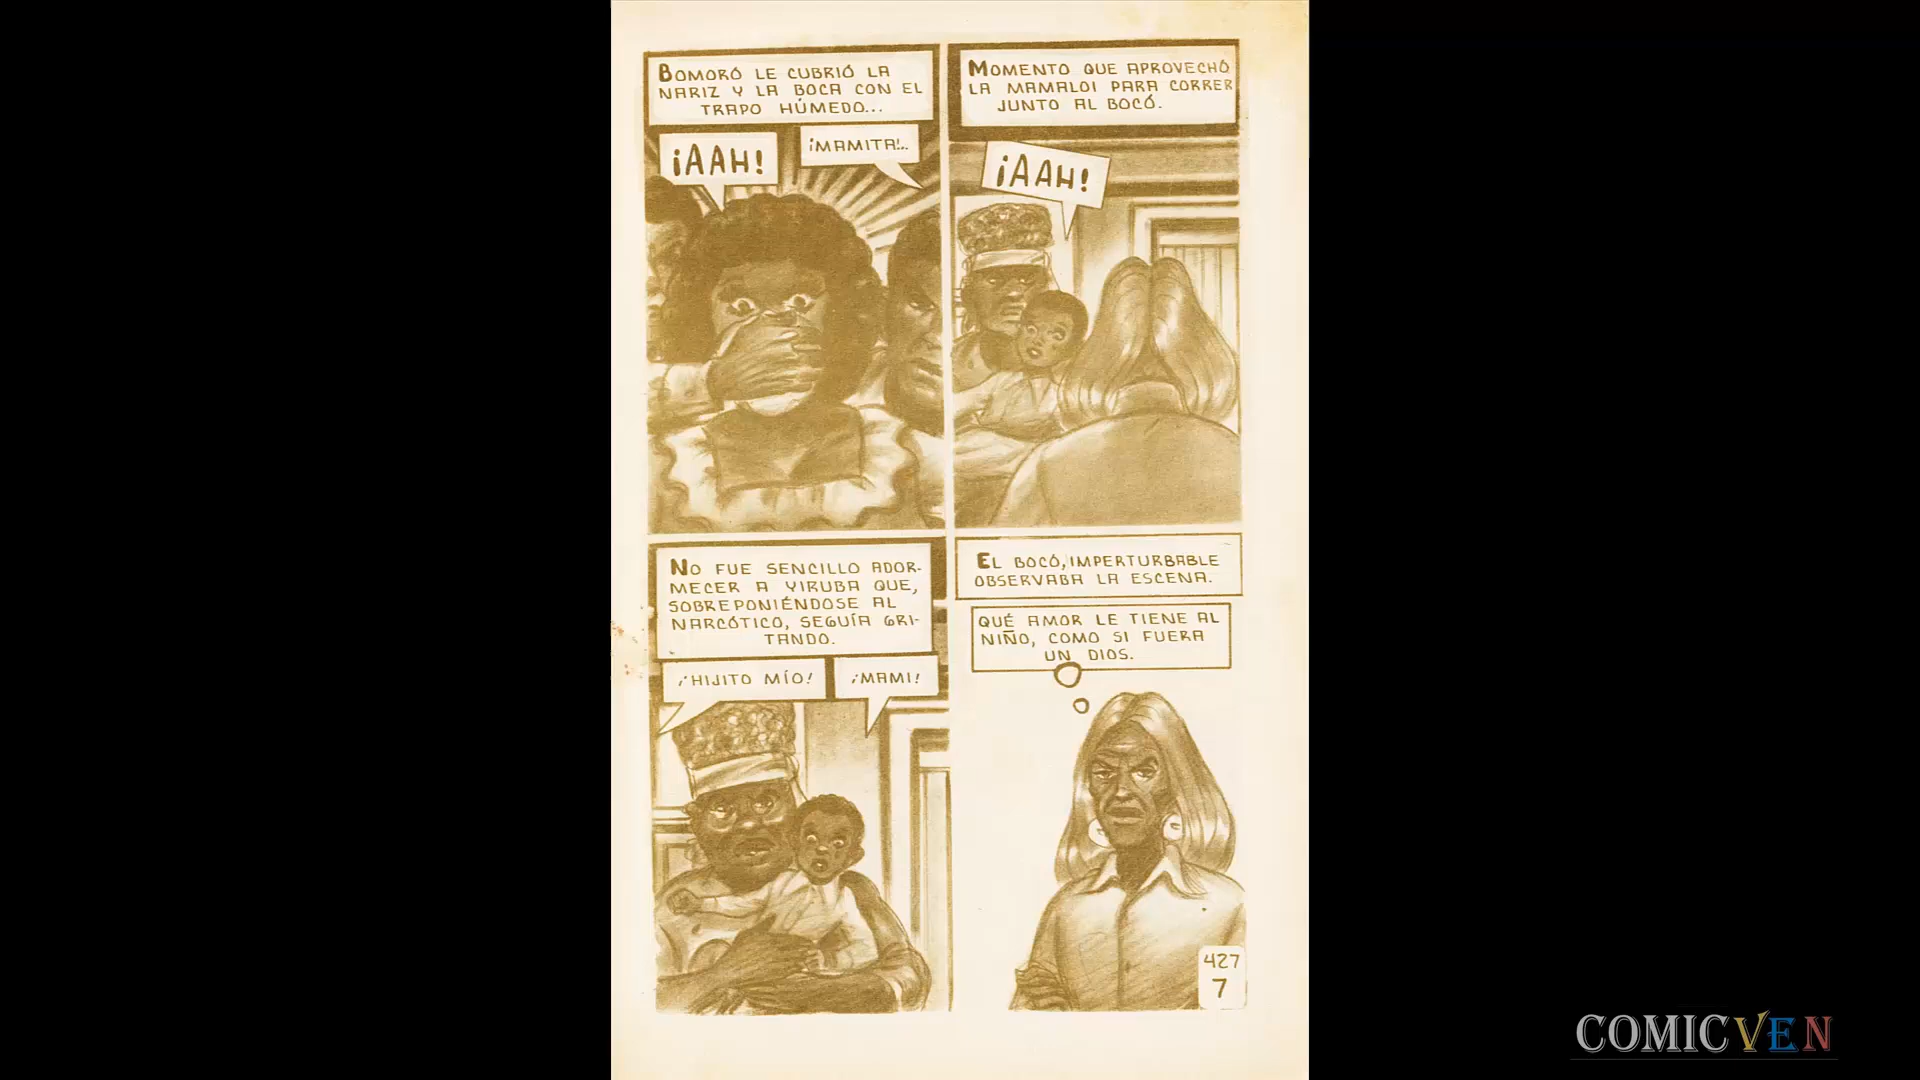 BOMORÓ LE CUBRIÓ LA
NARIZ Y LA BOCA CON EL
TRAPO HÚMEDO...
¡AAH!
¡MAMITA!..
MOMENTO QUE APROVECHÓ
LA MAMALOI PARA CORRER
JUNTO AL BOCÓ.
¡AAH!
NO FUE SENCILLO ADOR-
MECER A YIRUBA QUE,
SOBREPONIÉNDOSE AL
NARCÓTICO, SEGUÍA GRI-
TANDO.
¡HIJITO MÍO!
¡MAMI!
EL BOCÓ, IMPERTURBABLE
OBSERVABA LA ESCENA.
QUÉ AMOR LE TIENE AL
NIÑO, COMO SI FUERA
UN DIOS.
427
7
COMICVEN